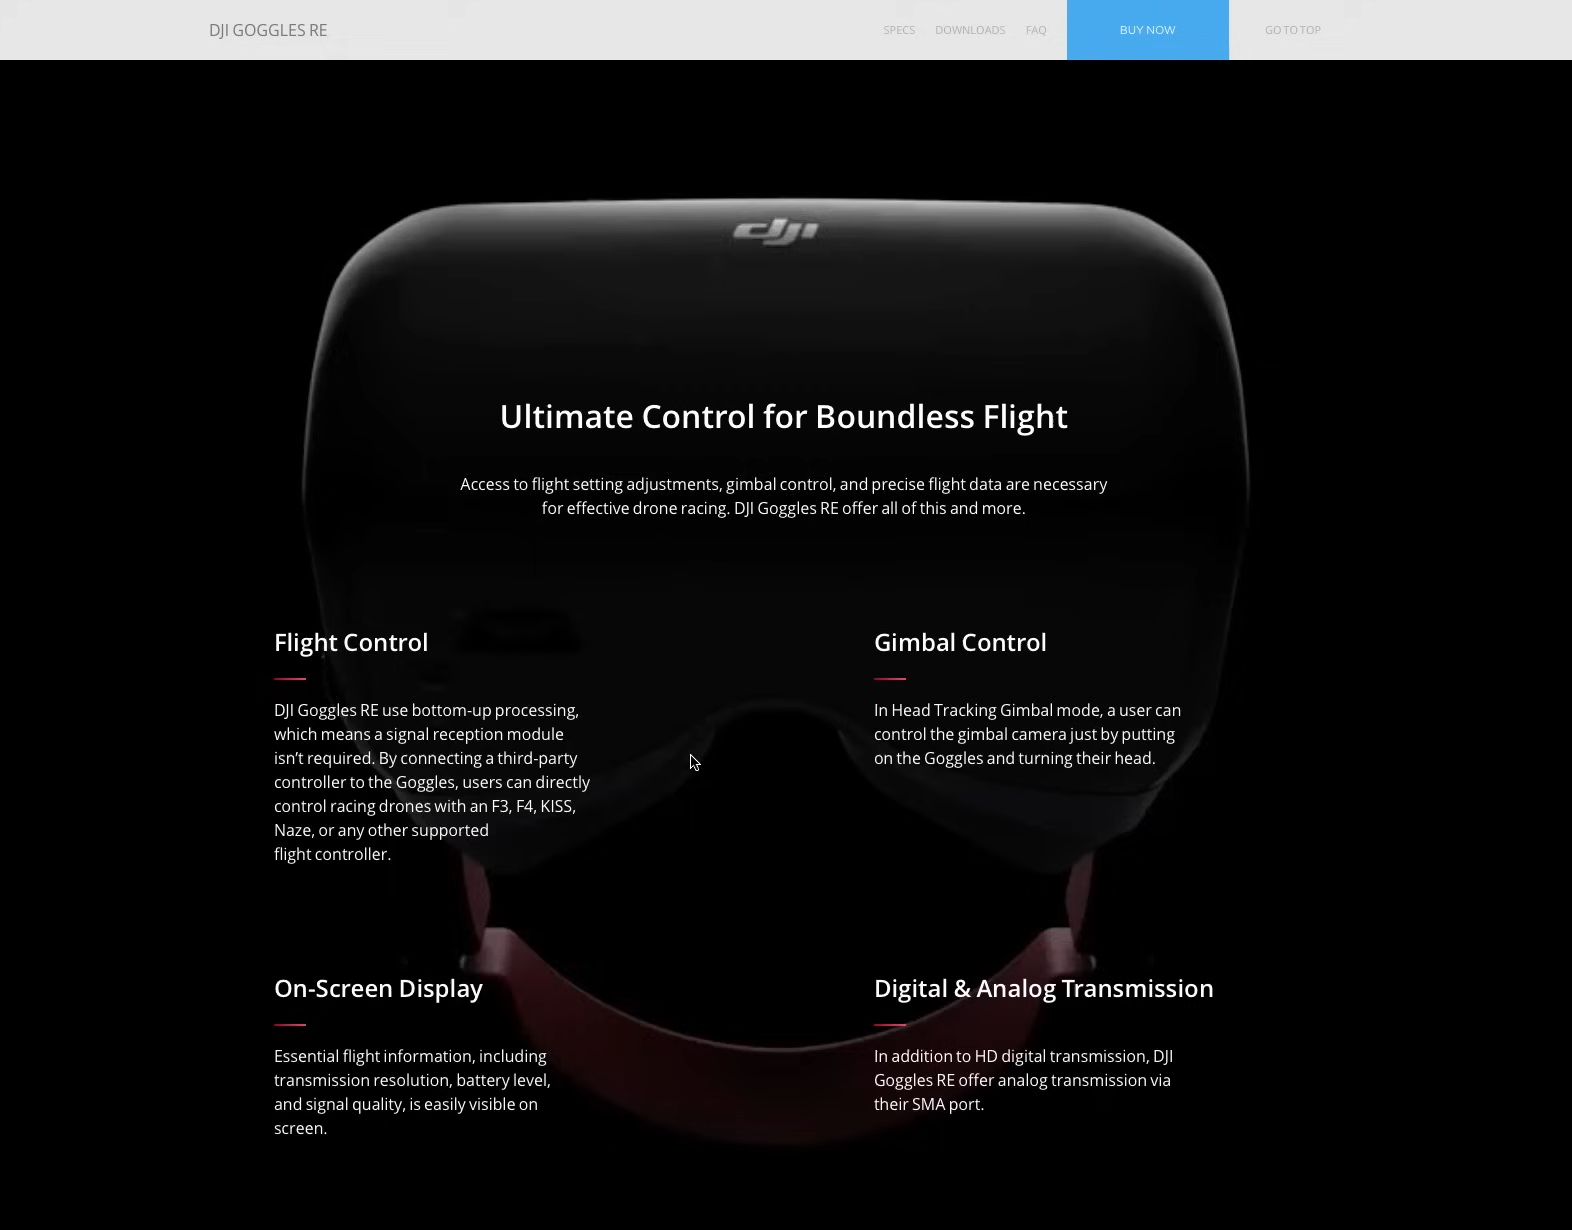 DJI GOGGLES RE
SPECS
DOWNLOADS
FAQ
BUY NOW
GO TO TOP
dji
Ultimate Control for Boundless Flight
Access to flight setting adjustments, gimbal control, and precise flight data are necessary
for effective drone racing. DJI Goggles RE offer all of this and more.
Flight Control
DJI Goggles RE use bottom-up processing,
which means a signal reception module
isn’t required. By connecting a third-party
controller to the Goggles, users can directly
control racing drones with an F3, F4, KISS,
Naze, or any other supported
flight controller.
Gimbal Control
In Head Tracking Gimbal mode, a user can
control the gimbal camera just by putting
on the Goggles and turning their head.
On-Screen Display
Essential flight information, including
transmission resolution, battery level,
and signal quality, is easily visible on
screen.
Digital & Analog Transmission
In addition to HD digital transmission, DJI
Goggles RE offer analog transmission via
their SMA port.